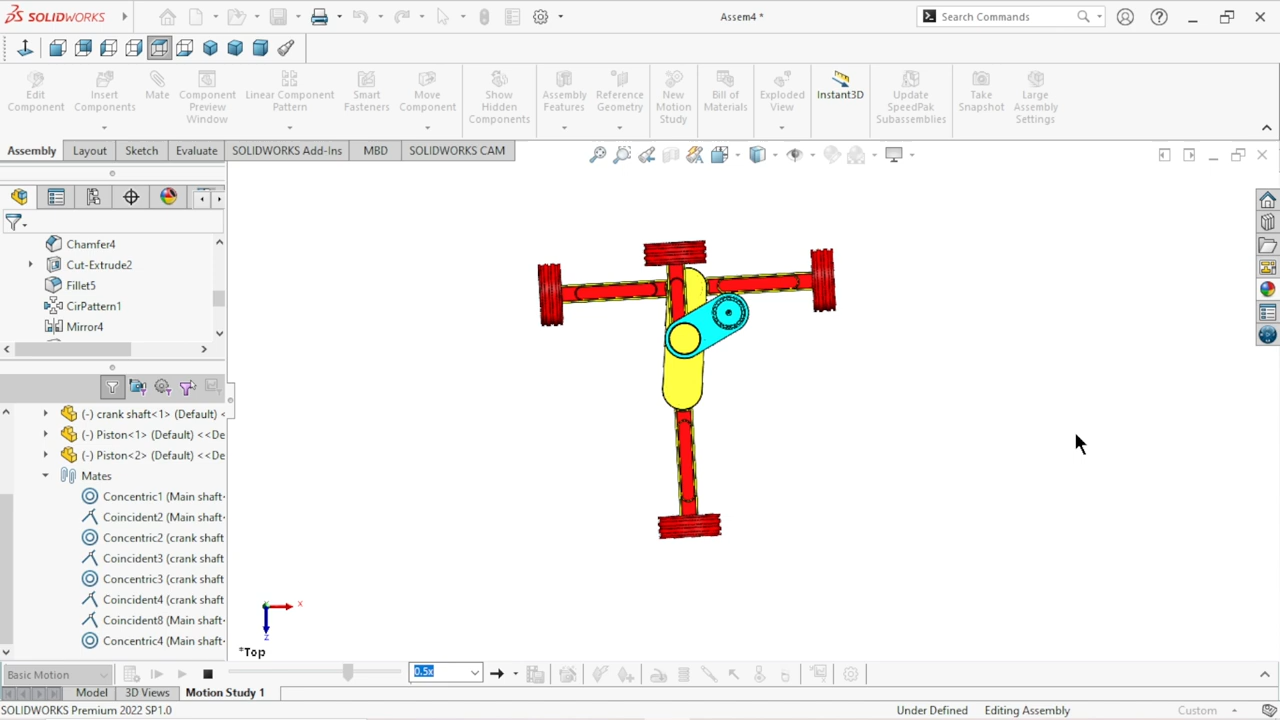 SOLIDWORKS
Assem4 *
Search Commands
Edit Component
Insert Components
Mate
Component Preview Window
Linear Component Pattern
Smart Fasteners
Move Component
Show Hidden Components
Assembly Features
Reference Geometry
New Motion Study
Bill of Materials
Exploded View
Instant3D
Update SpeedPak Subassemblies
Take Snapshot
Large Assembly Settings
Assembly
Layout
Sketch
Evaluate
SOLIDWORKS Add-Ins
MBD
SOLIDWORKS CAM
Chamfer4
Cut-Extrude2
Fillet5
CirPattern1
Mirror4
(-) crank shaft<1> (Default) <
(-) Piston<1> (Default) <<De
(-) Piston<2> (Default) <<De
Mates
Concentric1 (Main shaft
Coincident2 (Main shaft
Concentric2 (crank shaft
Coincident3 (crank shaft
Concentric3 (crank shaft
Coincident4 (crank shaft
Coincident8 (Main shaft
Concentric4 (Main shaft
x
z
*Top
Basic Motion
0.5x
Model
3D Views
Motion Study 1
SOLIDWORKS Premium 2022 SP1.0
Under Defined
Editing Assembly
Custom